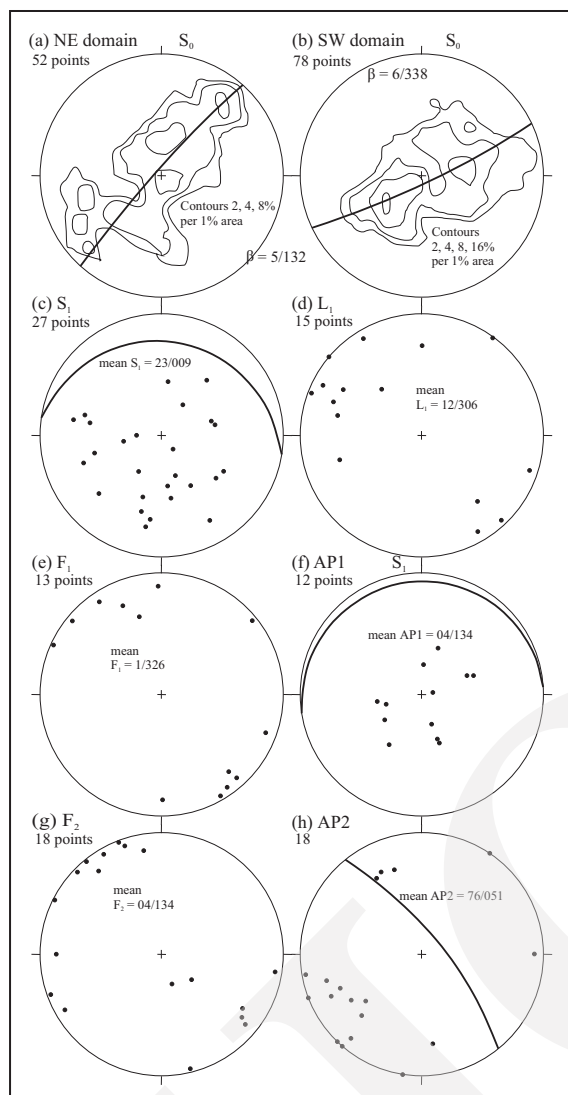 (a) NE domain S₀
52 points
Contours 2, 4, 8%
per 1% area
β = 5/132
(b) SW domain S₀
78 points
β = 6/338
Contours
2, 4, 8, 16%
per 1% area
(c) S₁
27 points
mean S₁ = 23/009
(d) L₁
15 points
mean
L₁ = 12/306
(e) F₁
13 points
mean
F₁ = 1/326
(f) AP1 S₁
12 points
mean AP1 = 04/134
(g) F₂
18 points
mean
F₂ = 04/134
(h) AP2
18
mean AP2 = 76/051